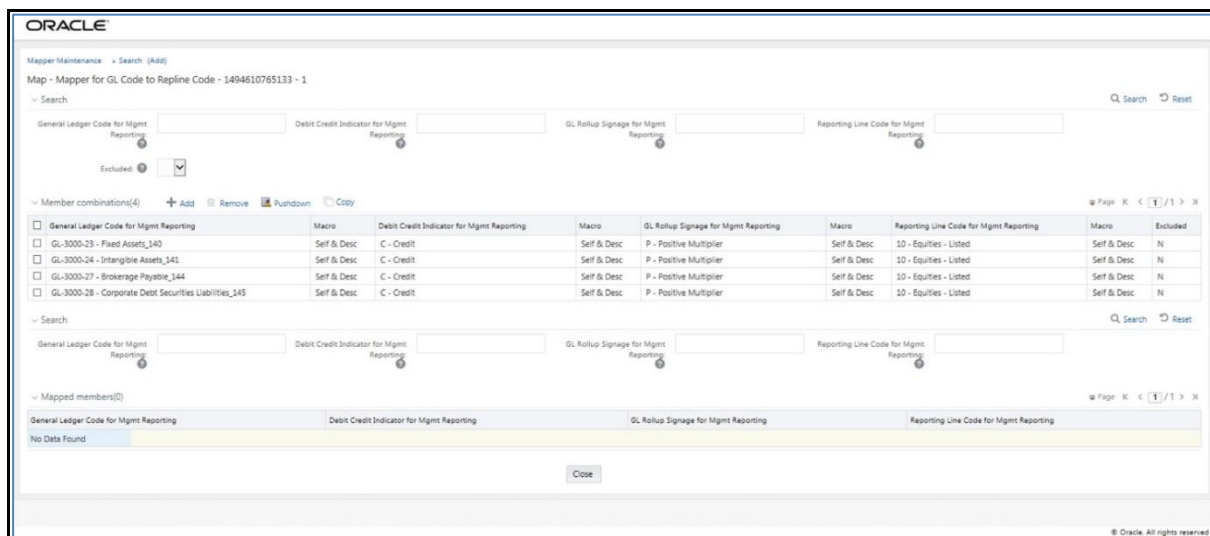 ORACLE
Mapper Maintenance » Search (Add)
Map - Mapper for GL Code to Repline Code - 1494610765133 - 1
Search Search Reset
General Ledger Code for Mgmt Reporting: Debit Credit Indicator for Mgmt Reporting: GL Rollup Signage for Mgmt Reporting: Reporting Line Code for Mgmt Reporting:
Excluded:
Member combinations(4) Add Remove Pushdown Copy Page 1 / 1
General Ledger Code for Mgmt Reporting Macro Debit Credit Indicator for Mgmt Reporting Macro GL Rollup Signage for Mgmt Reporting Macro Reporting Line Code for Mgmt Reporting Macro Excluded
GL-3000-23 - Fixed Assets_140 Self & Desc C - Credit Self & Desc P - Positive Multiplier Self & Desc 10 - Equities - Listed Self & Desc N
GL-3000-24 - Intangible Assets_141 Self & Desc C - Credit Self & Desc P - Positive Multiplier Self & Desc 10 - Equities - Listed Self & Desc N
GL-3000-27 - Brokerage Payable_144 Self & Desc C - Credit Self & Desc P - Positive Multiplier Self & Desc 10 - Equities - Listed Self & Desc N
GL-3000-28 - Corporate Debt Securities Liabilities_145 Self & Desc C - Credit Self & Desc P - Positive Multiplier Self & Desc 10 - Equities - Listed Self & Desc N
Search Search Reset
General Ledger Code for Mgmt Reporting: Debit Credit Indicator for Mgmt Reporting: GL Rollup Signage for Mgmt Reporting: Reporting Line Code for Mgmt Reporting:
Mapped members(0) Page 1 / 1
General Ledger Code for Mgmt Reporting Debit Credit Indicator for Mgmt Reporting GL Rollup Signage for Mgmt Reporting Reporting Line Code for Mgmt Reporting
No Data Found
Close
© Oracle. All rights reserved